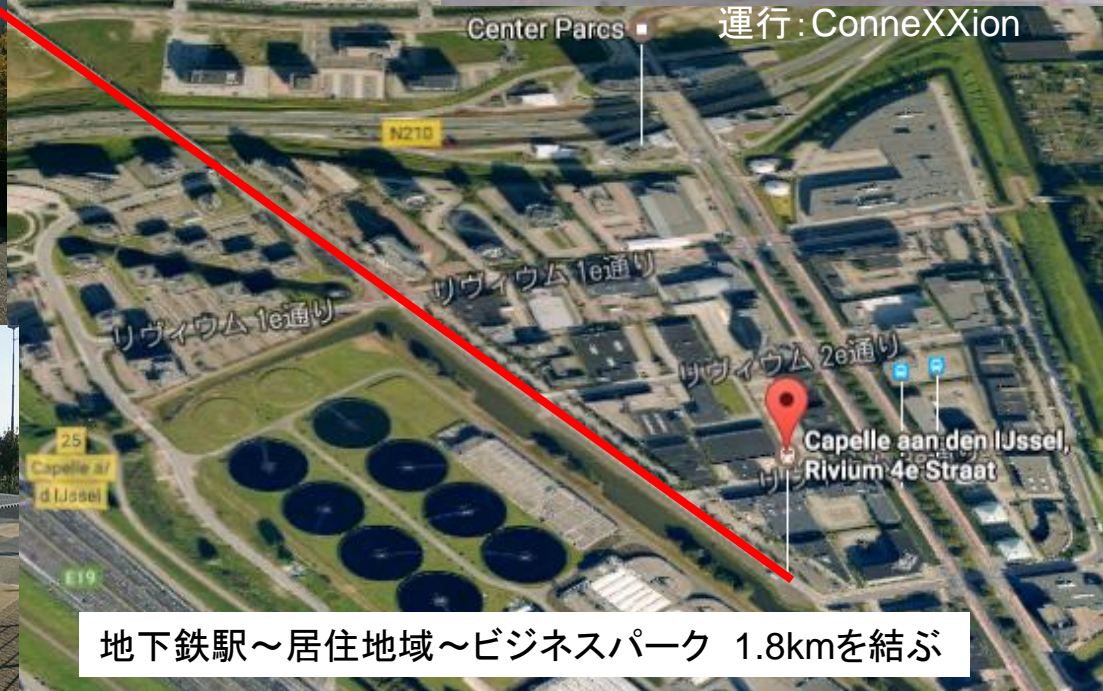 Center Parcs
運行：ConneXXion
N210
リヴィウム 1e通り
リヴィウム 1e通り
リヴィウム 2e通り
25
Capelle a/
d IJssel
Capelle aan den IJssel,
Rivium 4e Straat
E19
地下鉄駅～居住地域～ビジネスパーク 1.8kmを結ぶ